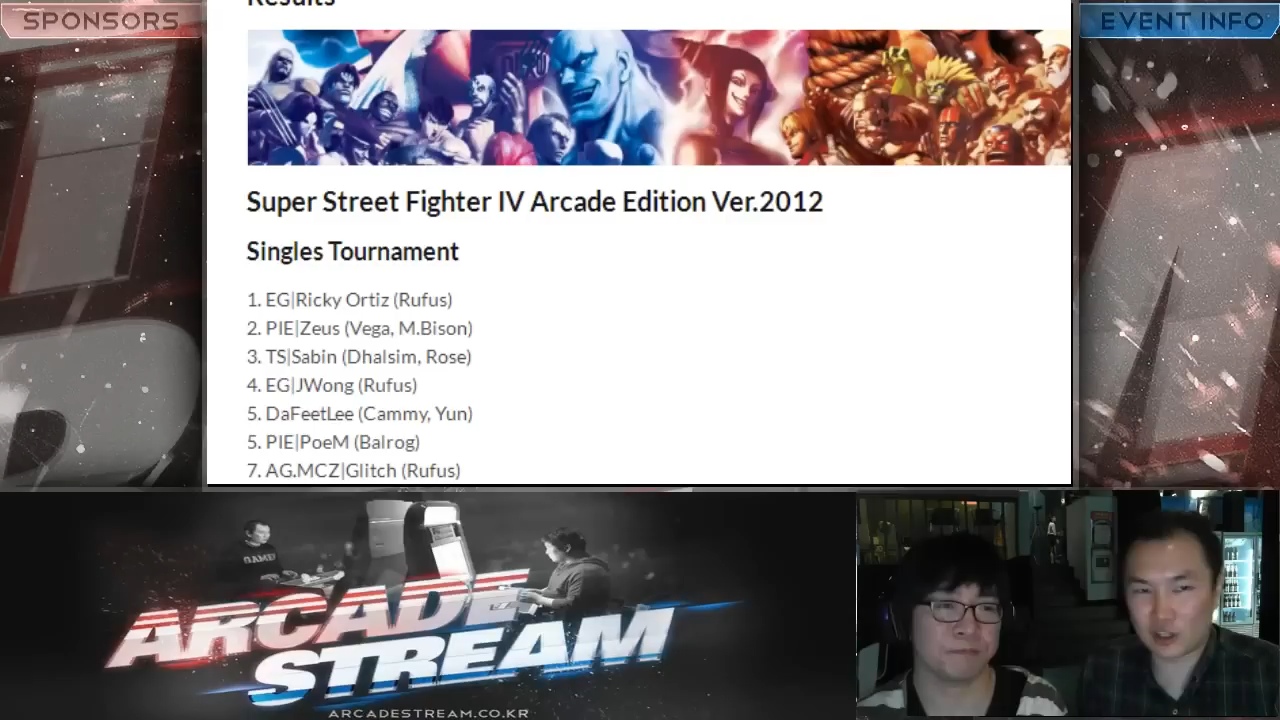 SPONSORS
EVENT INFO
Results
Super Street Fighter IV Arcade Edition Ver.2012
Singles Tournament
1. EG|Ricky Ortiz (Rufus)
2. PIE|Zeus (Vega, M.Bison)
3. TS|Sabin (Dhalsim, Rose)
4. EG|JWong (Rufus)
5. DaFeetLee (Cammy, Yun)
5. PIE|PoeM (Balrog)
7. AG.MCZ|Glitch (Rufus)
ARCADE
STREAM
ARCADESTREAM.CO.KR